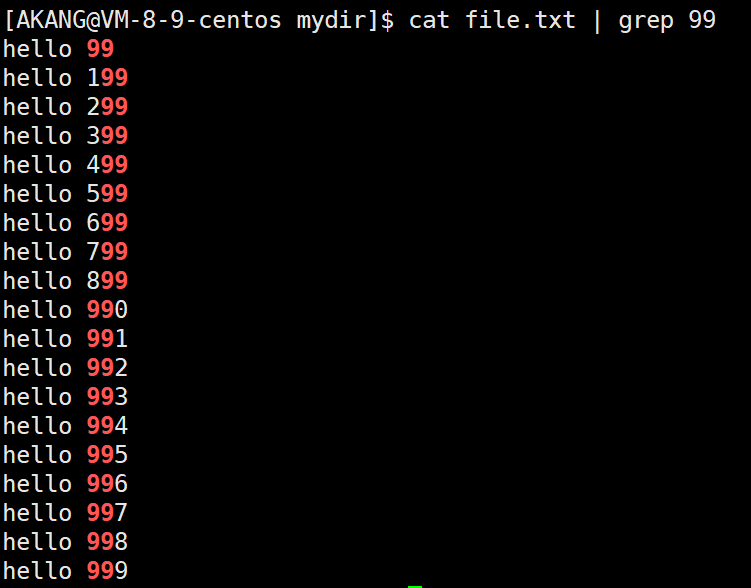 [AKANG@VM-8-9-centos mydir]$ cat file.txt | grep 99
hello 99
hello 199
hello 299
hello 399
hello 499
hello 599
hello 699
hello 799
hello 899
hello 990
hello 991
hello 992
hello 993
hello 994
hello 995
hello 996
hello 997
hello 998
hello 999